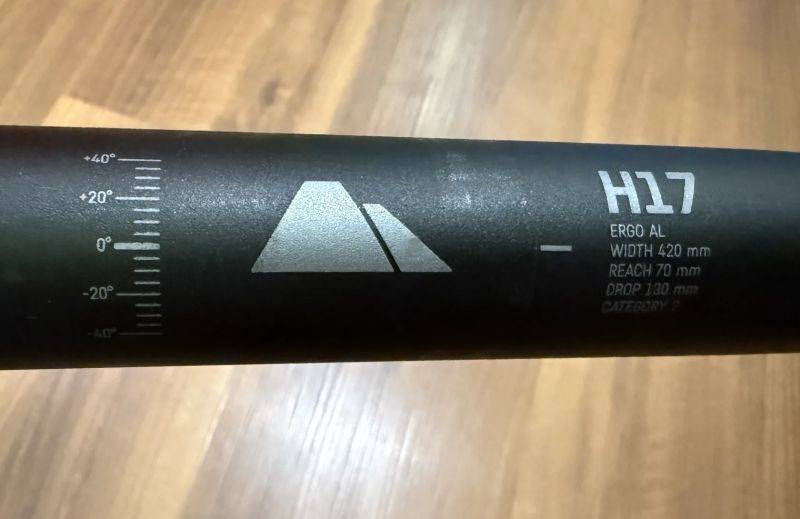 +40°
+20°
0°
-20°
-40°
H17
ERGO AL
WIDTH 420 mm
REACH 70 mm
DROP 130 mm
CATEGORY 2